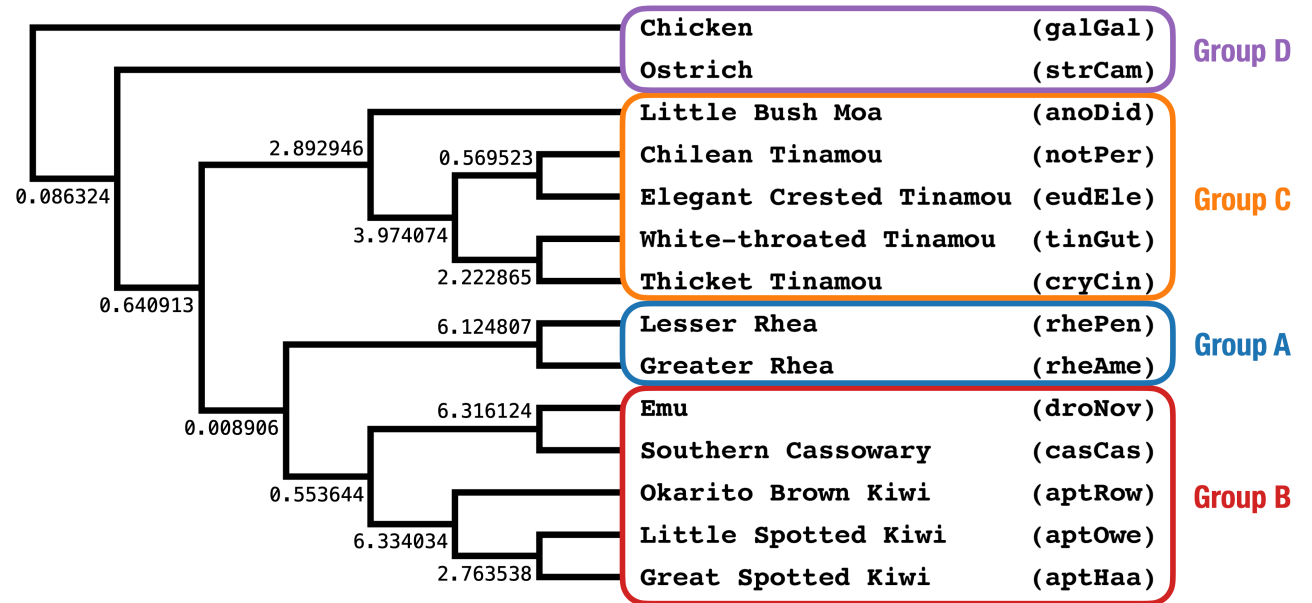 Chicken (galGal)
Group D
Ostrich (strCam)
Little Bush Moa (anoDid)
2.892946
0.569523
Chilean Tinamou (notPer)
0.086324
Elegant Crested Tinamou (eudEle)
Group C
3.974074
White-throated Tinamou (tinGut)
2.222865
Thicket Tinamou (cryCin)
0.640913
6.124807
Lesser Rhea (rhePen)
Group A
Greater Rhea (rheAme)
6.316124
Emu (droNov)
0.008906
Southern Cassowary (casCas)
0.553644
Okarito Brown Kiwi (aptRow)
Group B
6.334034
Little Spotted Kiwi (aptOwe)
2.763538
Great Spotted Kiwi (aptHaa)